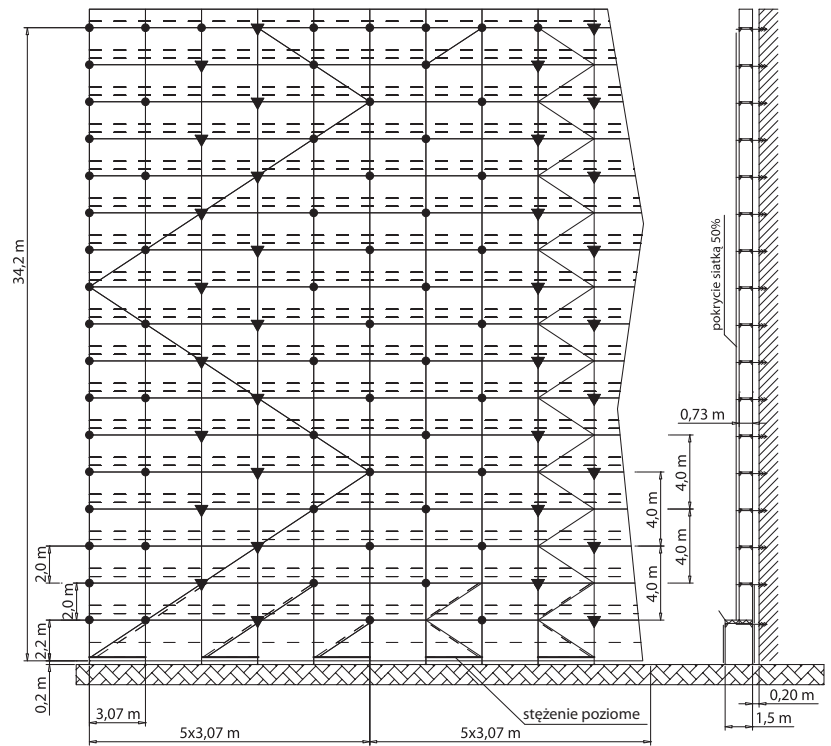 34,2 m
pokrycie siatką 50%
0,73 m
4,0 m
4,0 m
4,0 m
4,0 m
2,0 m
2,0 m
2,2 m
0,2 m
3,07 m
5x3,07 m
5x3,07 m
stężenie poziome
0,20 m
1,5 m